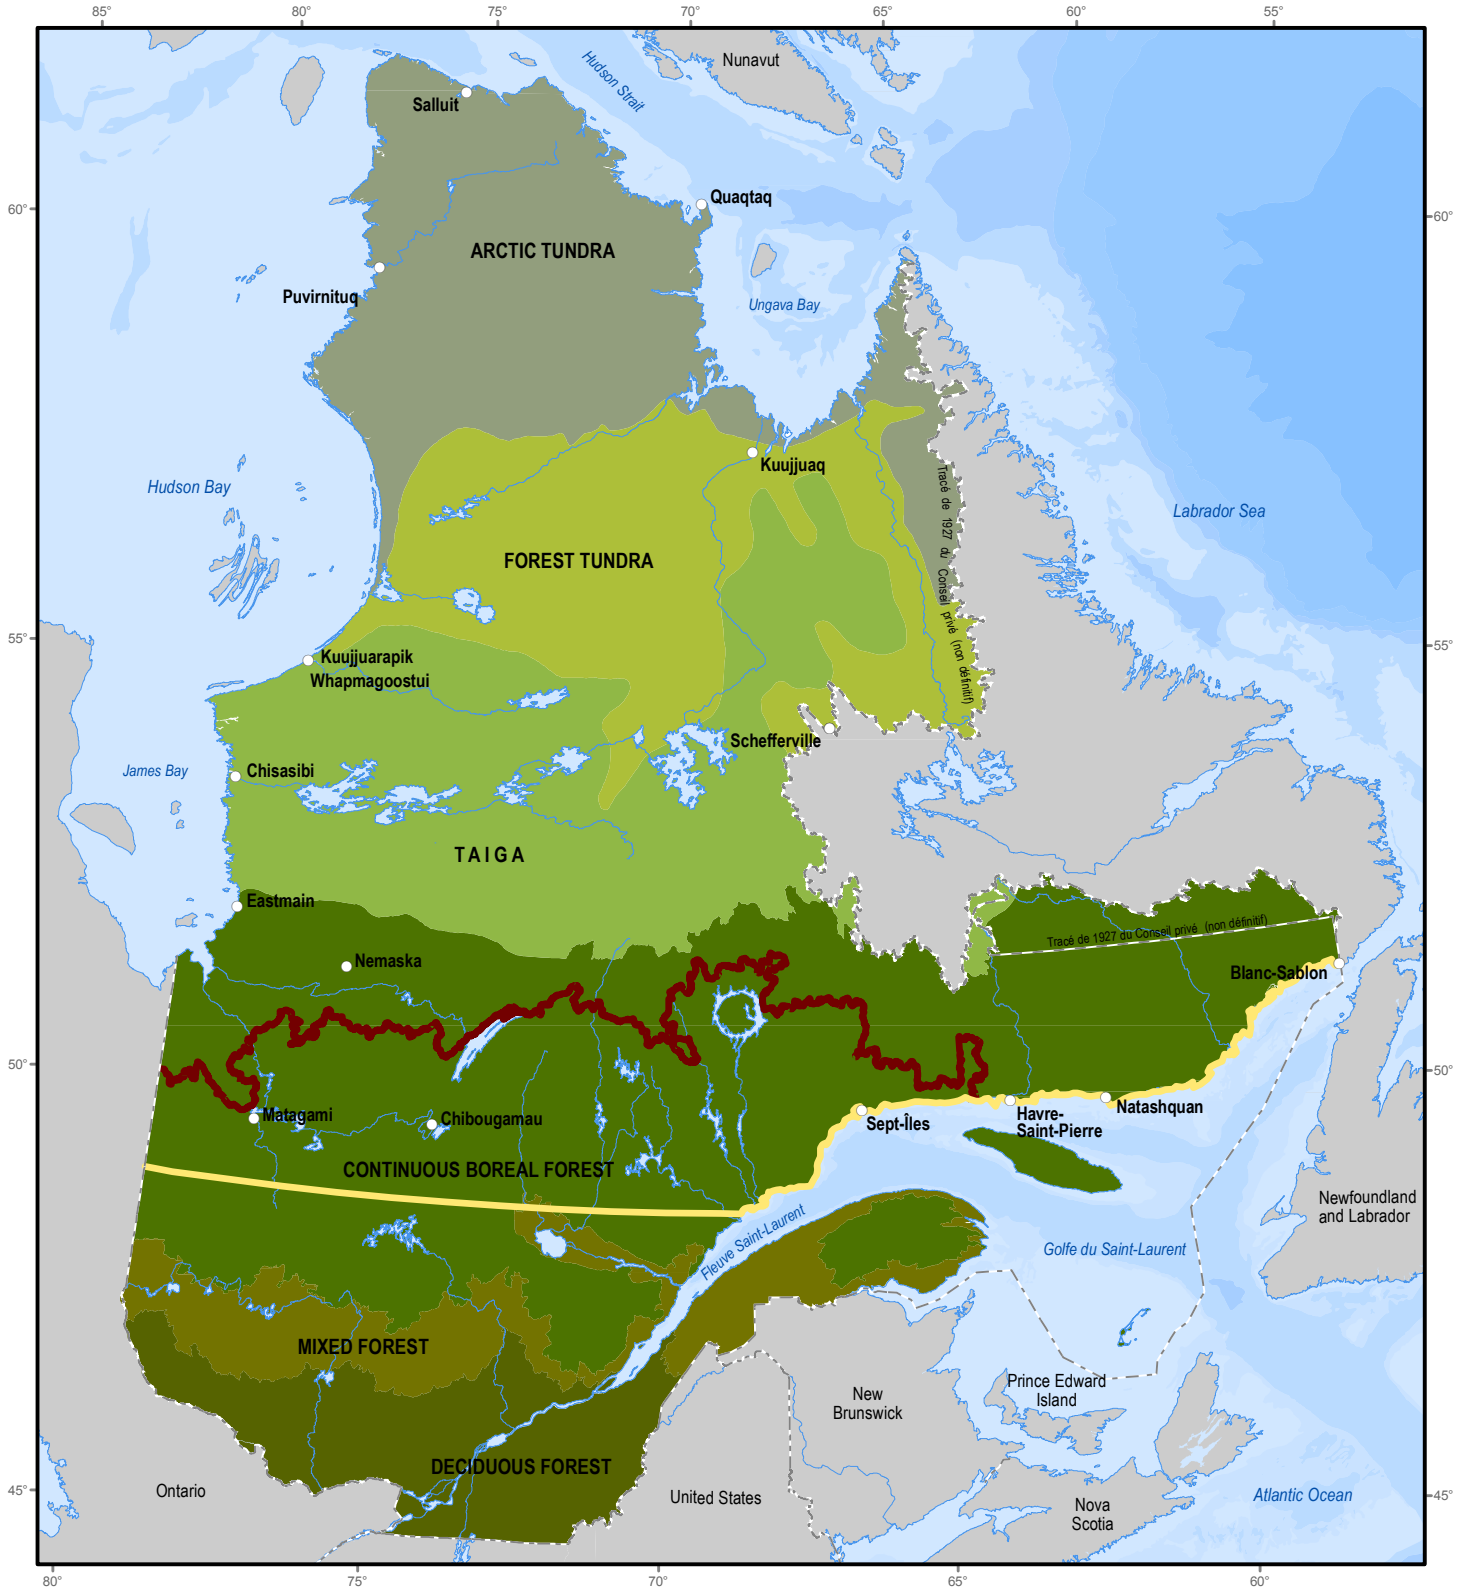 85°
80°
75°
70°
65°
60°
55°
Nunavut
Hudson Strait
Salluit
Quaqtaq
60°
60°
ARCTIC TUNDRA
Puvirnituq
Ungava Bay
Kuujjuaq
Hudson Bay
Labrador Sea
Tracé de 1927 du Conseil privé (non définitif)
FOREST TUNDRA
55°
55°
Kuujjuarapik
Whapmagoostui
Schefferville
James Bay
Chisasibi
TAIGA
Eastmain
Tracé de 1927 du Conseil privé (non définitif)
Nemaska
Blanc-Sablon
50°
50°
Matagami
Chibougamau
Sept-Îles
Havre-
Saint-Pierre
Natashquan
CONTINUOUS BOREAL FOREST
Newfoundland
and Labrador
Fleuve Saint-Laurent
Golfe du Saint-Laurent
MIXED FOREST
Prince Edward
Island
New
Brunswick
DECIDUOUS FOREST
Ontario
United States
Nova
Scotia
Atlantic Ocean
45°
45°
80°
75°
70°
65°
60°